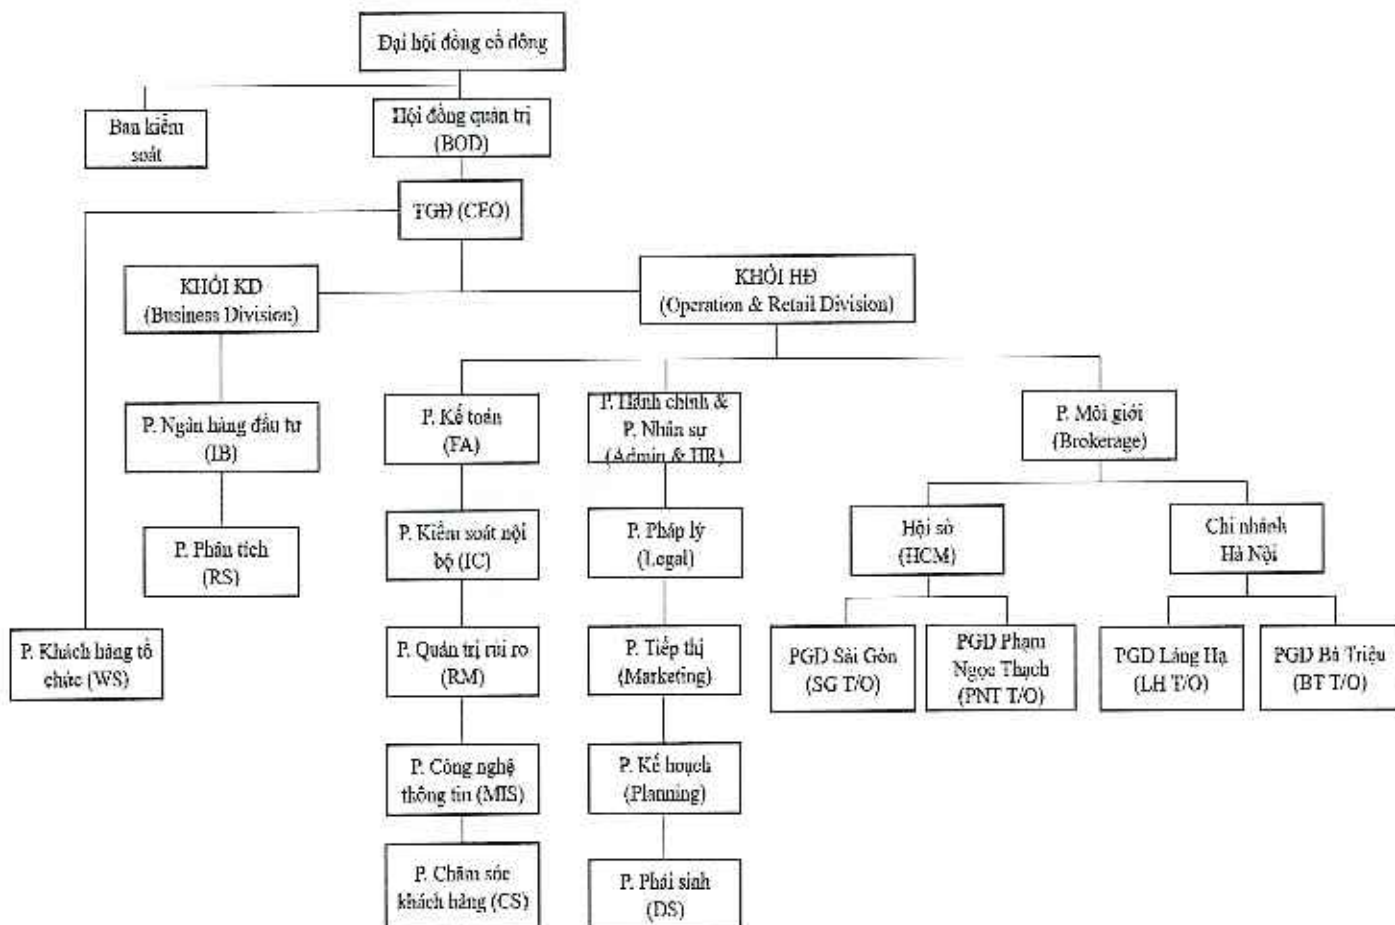 Đại hội đồng cổ đông
Ban kiểm
soát
Hội đồng quản trị
(BOD)
TGĐ (CEO)
KHỐI KD
(Business Division)
KHỐI HĐ
(Operation & Retail Division)
P. Ngân hàng đầu tư
(IB)
P. Kế toán
(FA)
P. Hành chính &
P. Nhân sự
(Admin & HR)
P. Môi giới
(Brokerage)
P. Phân tích
(RS)
P. Kiểm soát nội
bộ (IC)
P. Pháp lý
(Legal)
Hội sở
(HCM)
Chi nhánh
Hà Nội
P. Khách hàng tổ
chức (WS)
P. Quản trị rủi ro
(RM)
P. Tiếp thị
(Marketing)
PGD Sài Gòn
(SG T/O)
PGD Phạm
Ngọc Thạch
(PNT T/O)
PGD Láng Hạ
(LH T/O)
PGD Bà Triệu
(BT T/O)
P. Công nghệ
thông tin (MIS)
P. Kế hoạch
(Planning)
P. Chăm sóc
khách hàng (CS)
P. Phái sinh
(DS)